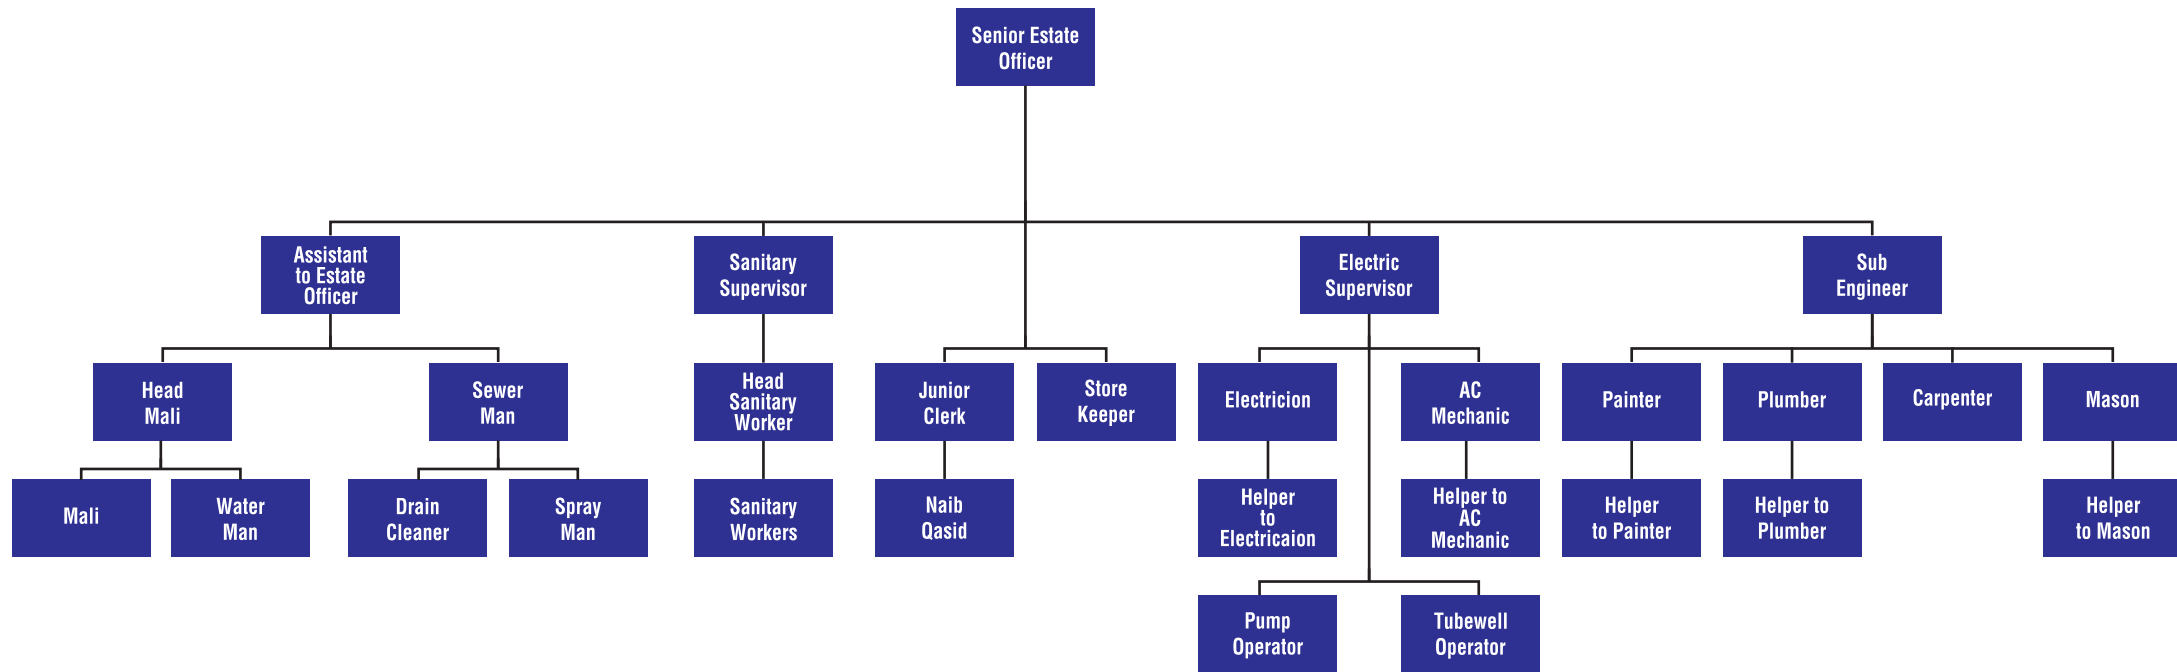 Senior Estate
Officer
Assistant
to Estate
Officer
Sanitary
Supervisor
Electric
Supervisor
Sub
Engineer
Head
Mali
Sewer
Man
Head
Sanitary
Worker
Junior
Clerk
Store
Keeper
Electricion
AC
Mechanic
Painter
Plumber
Carpenter
Mason
Mali
Water
Man
Drain
Cleaner
Spray
Man
Sanitary
Workers
Naib
Qasid
Helper
to
Electricaion
Helper to
AC
Mechanic
Helper
to Painter
Helper to
Plumber
Helper
to Mason
Pump
Operator
Tubewell
Operator